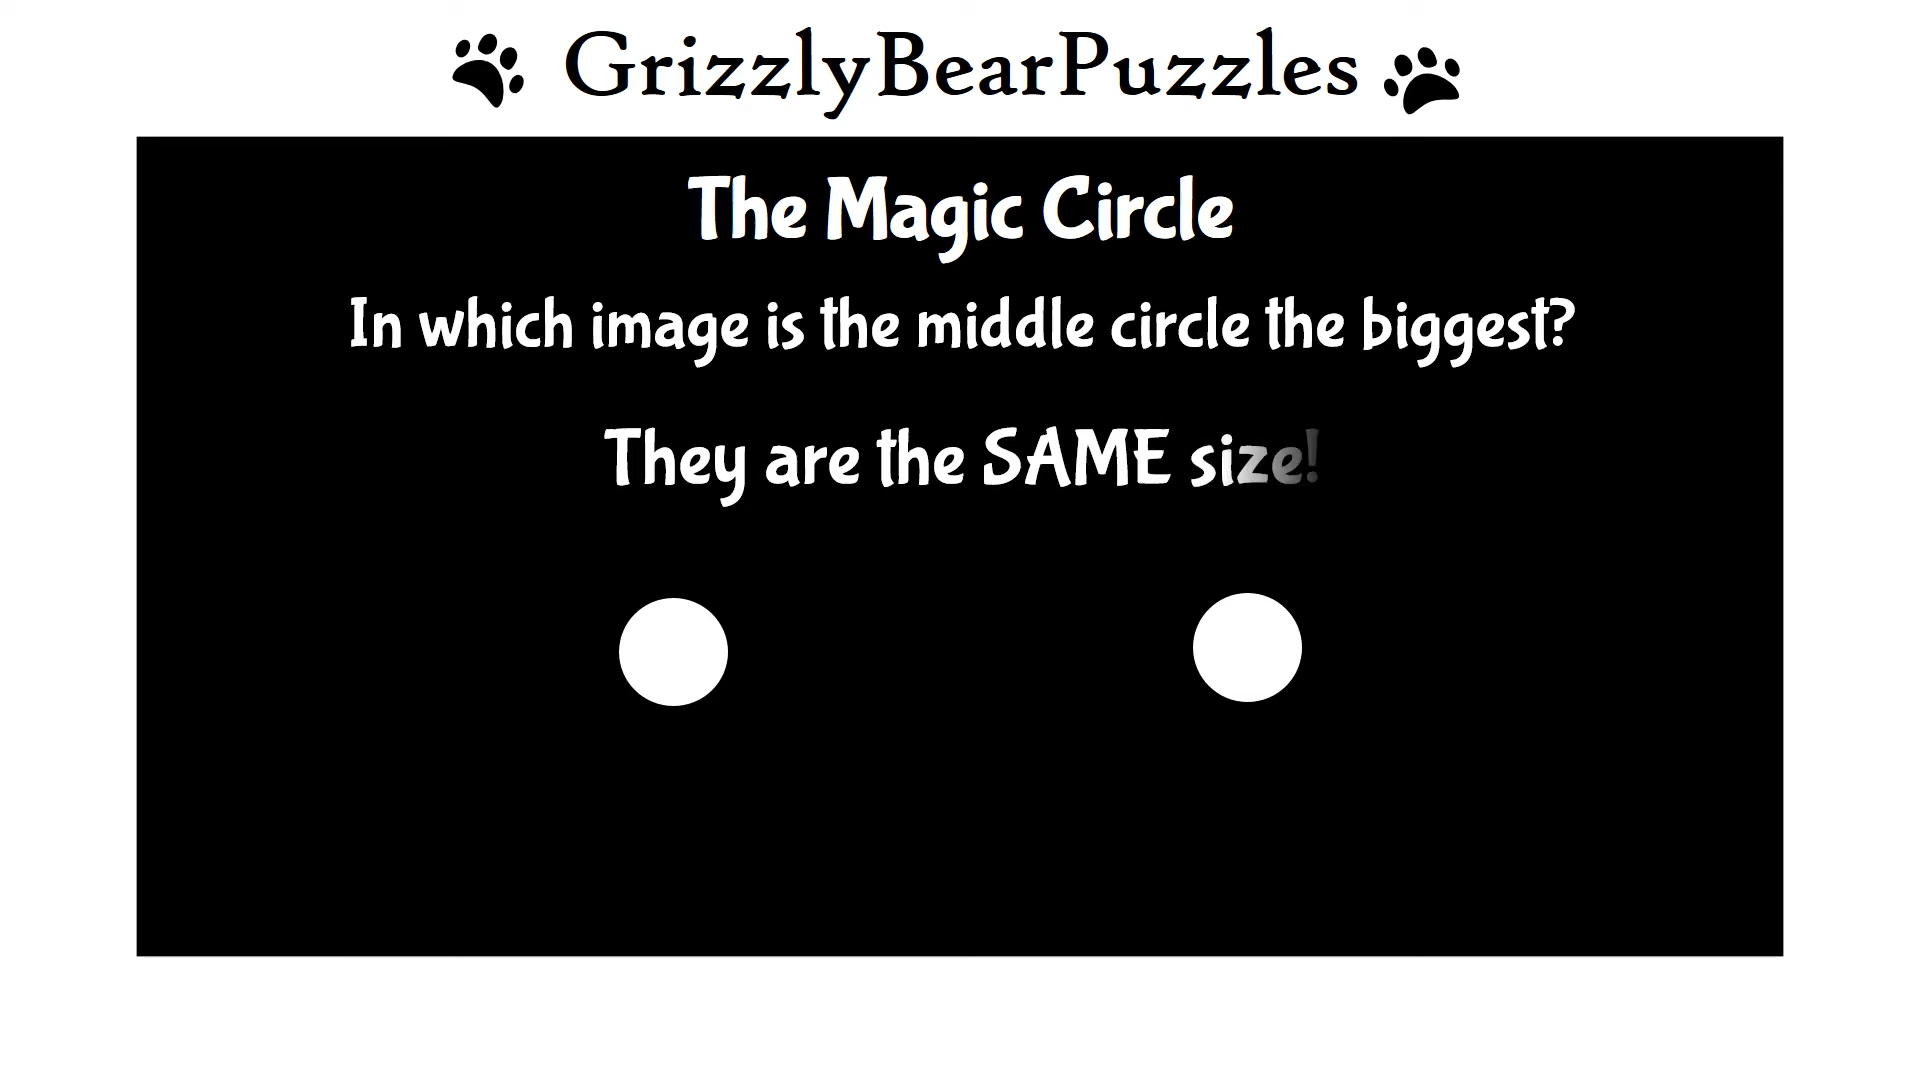 GrizzlyBearPuzzles
The Magic Circle
In which image is the middle circle the biggest?
They are the SAME size!